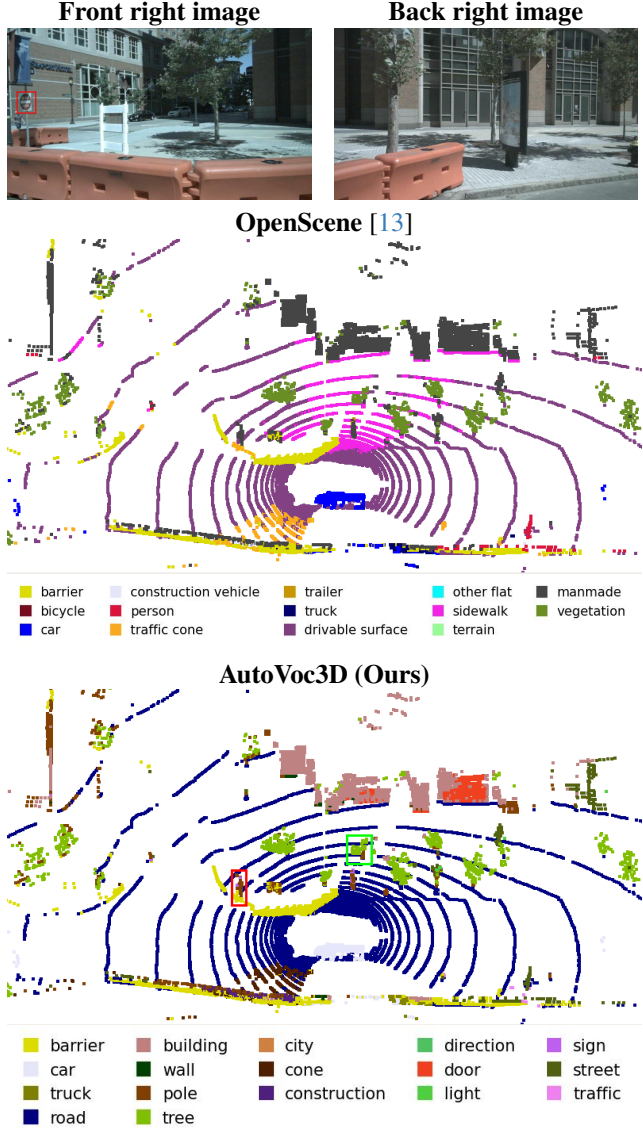 Front right image Back right image
OpenScene [13]
barrier construction vehicle trailer other flat manmade
bicycle person truck sidewalk vegetation
car traffic cone drivable surface terrain
AutoVoc3D (Ours)
barrier building city direction sign
car wall cone door street
truck pole construction light traffic
road tree